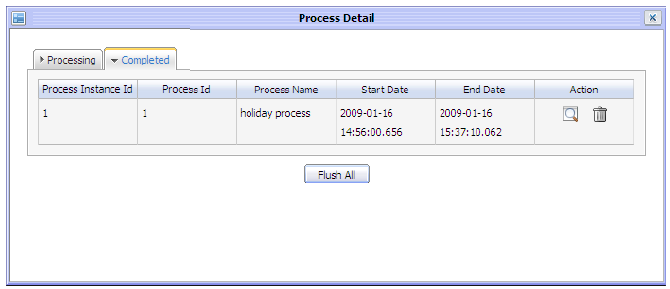 Process Detail
Processing
Completed
Process Instance Id Process Id Process Name Start Date End Date Action
1 1 holiday process 2009-01-16 2009-01-16
14:56:00.656 15:37:10.062
Flush All